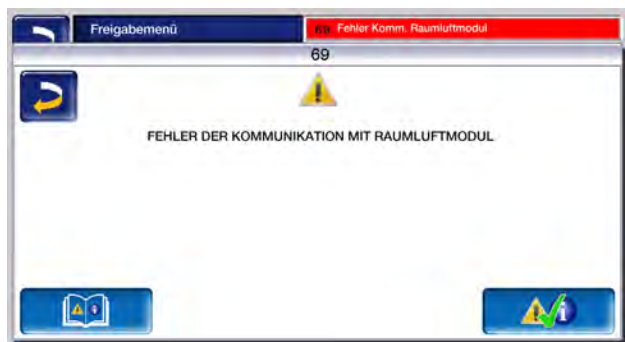 Freigabemenü
69 Fehler Komm. Raumluftmodul
69
FEHLER DER KOMMUNIKATION MIT RAUMLUFTMODUL